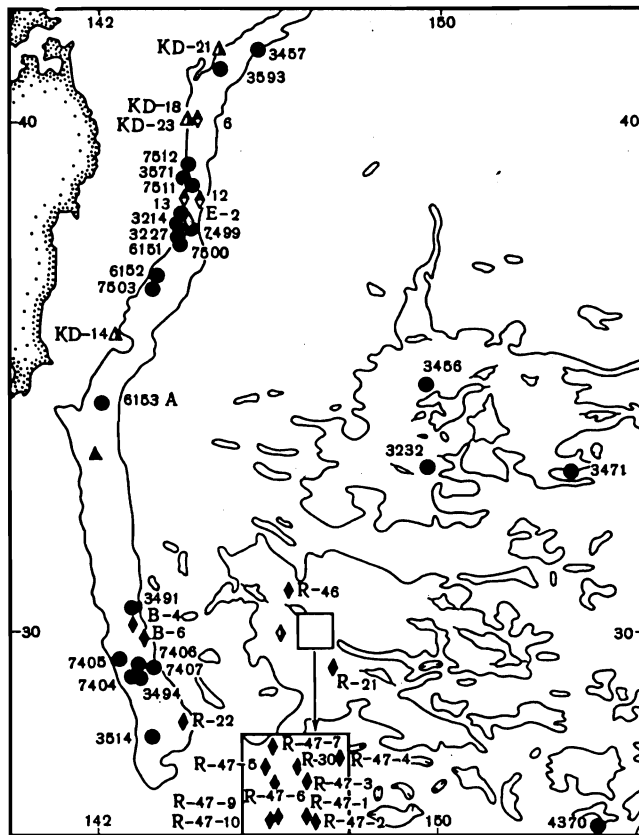 142 150
KD-21 3457
3593
40 KD-18 40
KD-23 6
7512
3571
7511 12
13 E-2
3214 7499
3227
6151 7500
6152
7503
KD-14
3456
6153 A
3232 3471
3491 R-46
B-4
30 B-6 30
7406
7405 7407 R-21
7404 3494
R-22
3514
R-47-7
R-47-5 R-30 R-47-4
R-47-3
R-47-9 R-47-6 R-47-1
R-47-10 R-47-2 4370
142 150